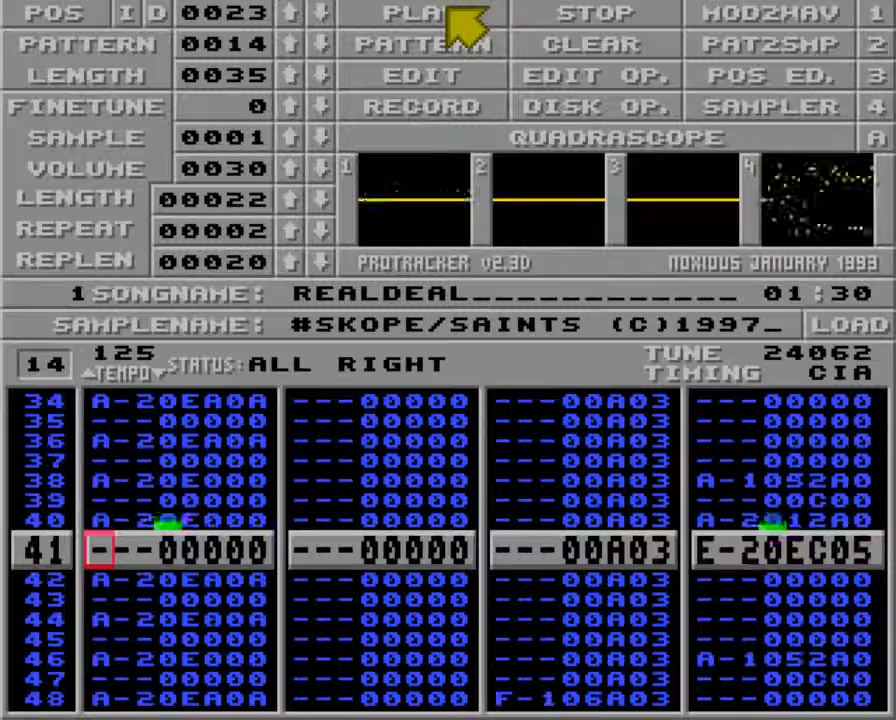 POS I D 0023 PLA STOP MOD2WAV 1
PATTERN 0014 PATTERN CLEAR PAT2SMP 2
LENGTH 0035 EDIT EDIT OP. POS ED. 3
FINETUNE 0 RECORD DISK OP. SAMPLER 4
SAMPLE 0001 QUADRASCOPE A
VOLUME 0030 1 2 3 4
LENGTH 00022
REPEAT 00002
REPLEN 00020 PROTRACKER V2.3D NOXIOUS JANUARY 1993
1 SONGNAME: REALDEAL_____________ 01:30
SAMPLENAME: #SKOPE/SAINTS (C)1997_ LOAD
14 125 TEMPO STATUS: ALL RIGHT TUNE 24062
TIMING CIA
34 A-20EA0A ---00000 ---00A03 ---00000
35 ---00000 ---00000 ---00A03 ---00000
36 A-20EA0A ---00000 ---00A03 ---00000
37 ---00000 ---00000 ---00A03 ---00000
38 A-20EA0A ---00000 ---00A03 A-1052A0
39 ---00000 ---00000 ---00A03 ---00C00
40 ---00000 ---00A03
41 ---00000 ---00000 ---00A03 E-20EC05
42 A-20EA0A ---00000 ---00A03 ---00000
43 ---00000 ---00000 ---00A03 ---00000
44 A-20EA0A ---00000 ---00A03 ---00000
45 ---00000 ---00000 ---00A03 ---00000
46 A-20EA0A ---00000 ---00A03 A-1052A0
47 ---00000 ---00000 ---00A03 ---00C00
48 A-20EA0A ---00000 F-106A03 ---00000